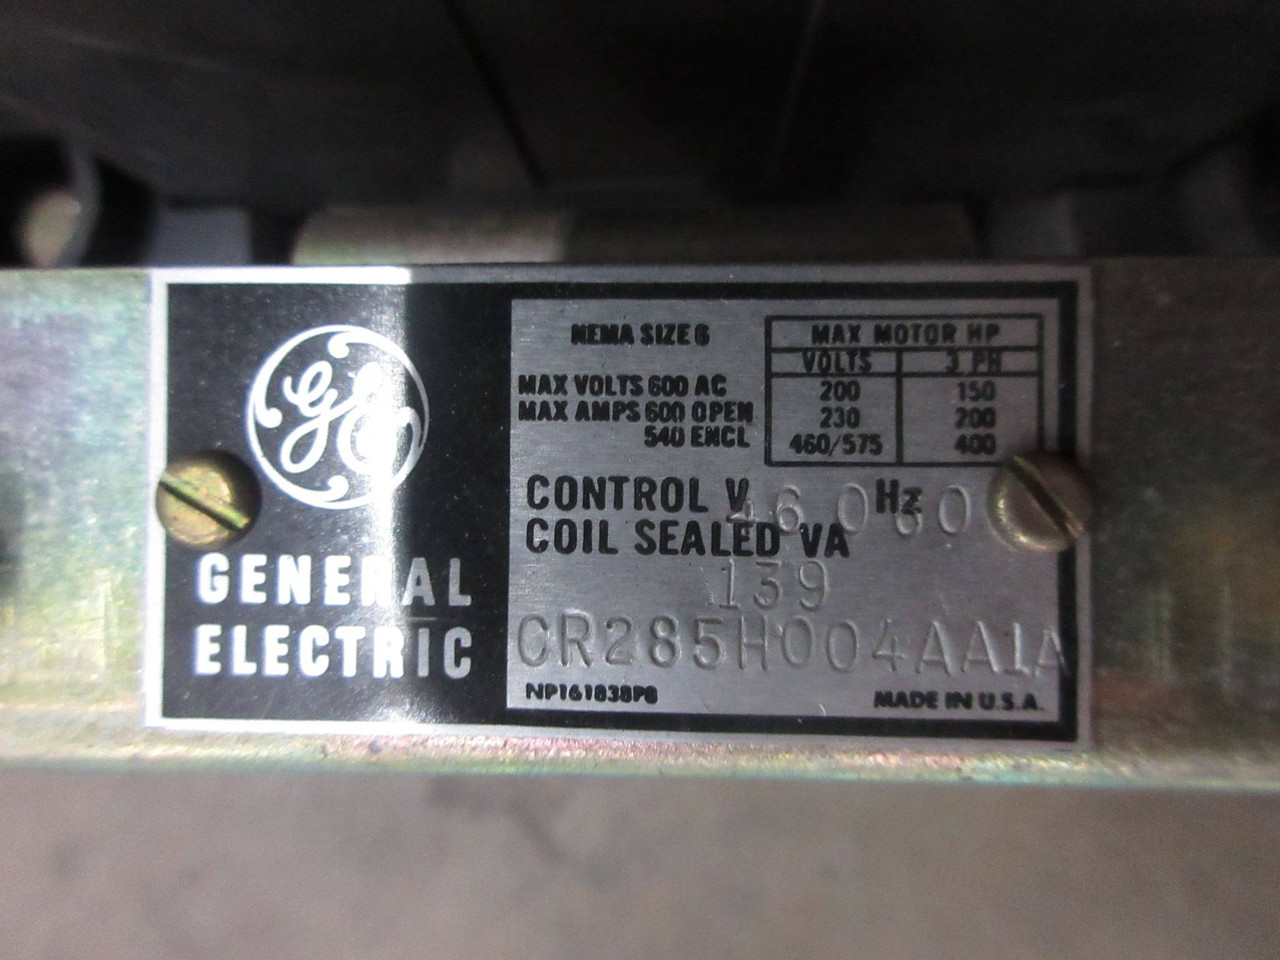 GE
GENERAL
ELECTRIC
NEMA SIZE 6
MAX VOLTS 600 AC
MAX AMPS 600 OPEN
540 ENCL
MAX MOTOR HP
VOLTS 3 PH
200 150
230 200
460/575 400
CONTROL V 460 Hz 60
COIL SEALED VA
139
CR285H004AA1A
NP161838P8
MADE IN U.S.A.